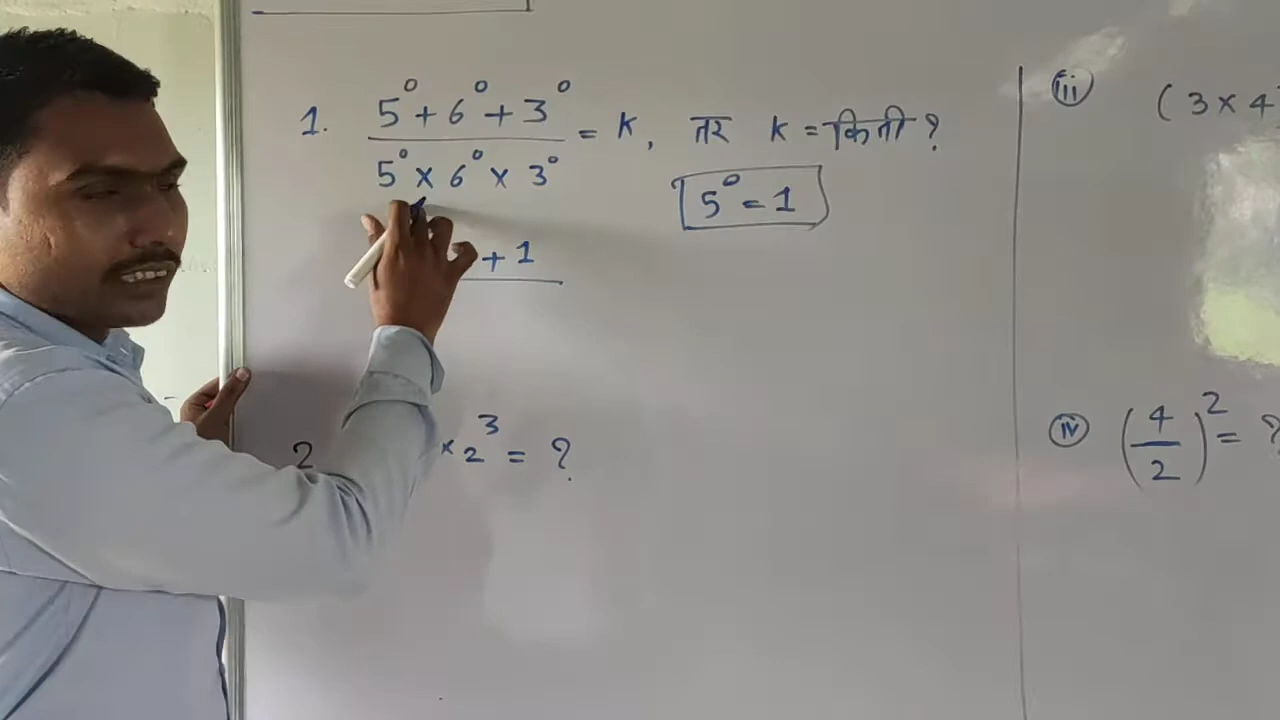 1. 5⁰ + 6⁰ + 3⁰ = K, तर K = किती ?
5⁰ × 6⁰ × 3⁰
5⁰ = 1
+ 1
2 × 2³ = ?
(iii) (3 × 4
(iv) (4/2)² = ?